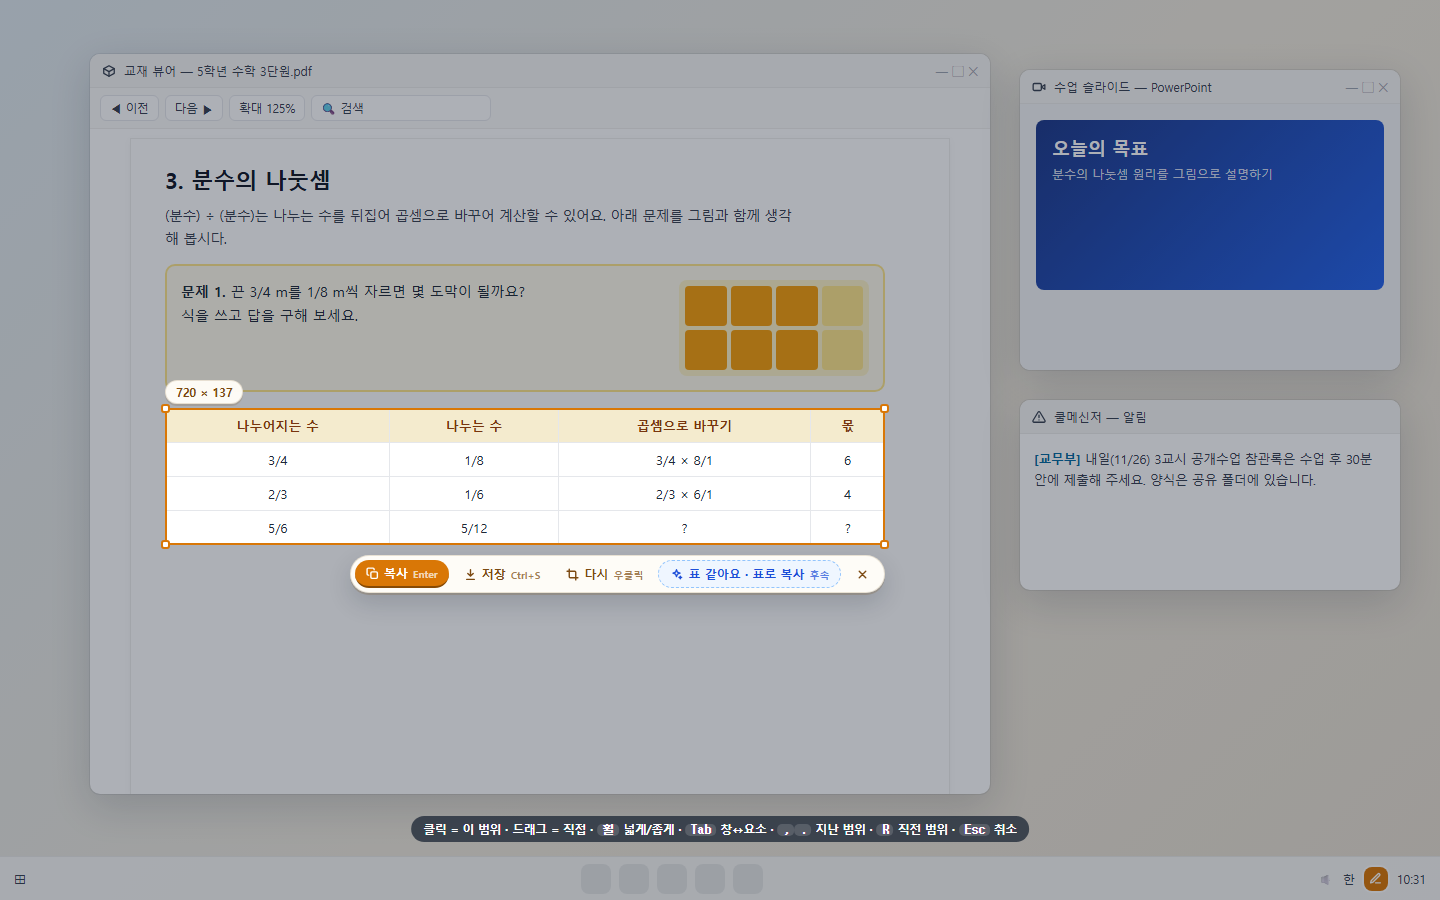 교재 뷰어 — 5학년 수학 3단원.pdf
◀ 이전
다음 ▶
확대 125%
검색
3. 분수의 나눗셈
(분수) ÷ (분수)는 나누는 수를 뒤집어 곱셈으로 바꾸어 계산할 수 있어요. 아래 문제를 그림과 함께 생각
해 봅시다.
문제 1. 끈 3/4 m를 1/8 m씩 자르면 몇 도막이 될까요?
식을 쓰고 답을 구해 보세요.
720 × 137
나누어지는 수 나누는 수 곱셈으로 바꾸기 몫
3/4 1/8 3/4 × 8/1 6
2/3 1/6 2/3 × 6/1 4
5/6 5/12 ? ?
복사 Enter 저장 Ctrl+S 다시 우클릭 표 같아요 · 표로 복사 후속
수업 슬라이드 — PowerPoint
오늘의 목표
분수의 나눗셈 원리를 그림으로 설명하기
쿨메신저 — 알림
[교무부] 내일(11/26) 3교시 공개수업 참관록은 수업 후 30분
안에 제출해 주세요. 양식은 공유 폴더에 있습니다.
클릭 = 이 범위 · 드래그 = 직접 · 휠 넓게/좁게 · Tab 창↔요소 · , . 지난 범위 · R 직전 범위 · Esc 취소
한
10:31